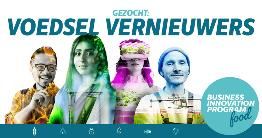 GEZOCHT:
VOEDSEL VERNIEUWERS
BUSINESS
INNOVATION
PROGRAM
food